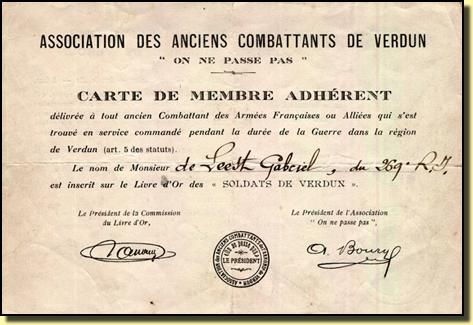 ASSOCIATION DES ANCIENS COMBATTANTS DE VERDUN
" ON NE PASSE PAS "
CARTE DE MEMBRE ADHÉRENT
délivrée à tout ancien Combattant des Armées Françaises ou Alliées qui s'est
trouvé en service commandé pendant la durée de la Guerre dans la région
de Verdun (art. 5 des statuts).
Le nom de Monsieur de Leest Gabriel, du 369e R.I.
est inscrit sur le Livre d'Or des « SOLDATS DE VERDUN ».
Le Président de la Commission
du Livre d'Or,
Le Président de l'Association
" On ne passe pas ",
LE PRÉSIDENT